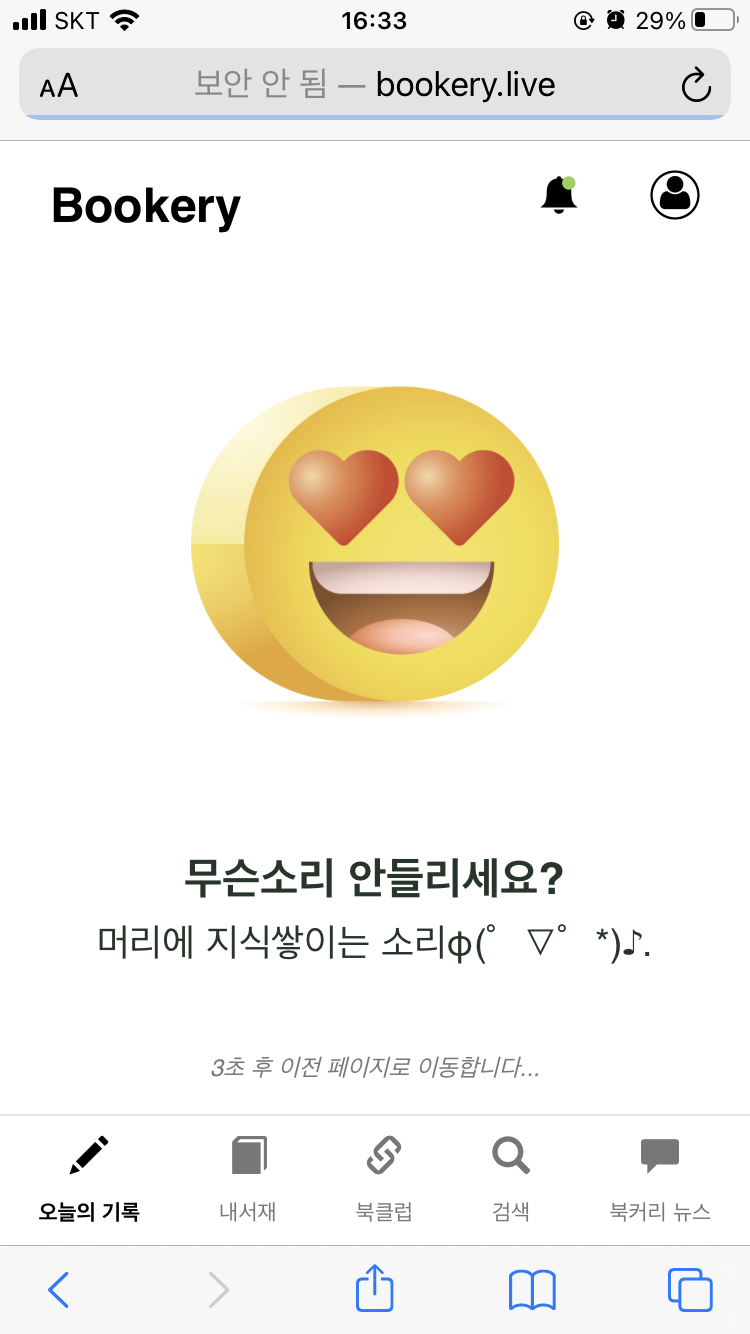 SKT 16:33 29%
AA 보안 안 됨 — bookery.live
Bookery
무슨소리 안들리세요?
머리에 지식쌓이는 소리φ(゜▽゜*)♪.
3초 후 이전 페이지로 이동합니다...
오늘의 기록 내서재 북클럽 검색 북커리 뉴스